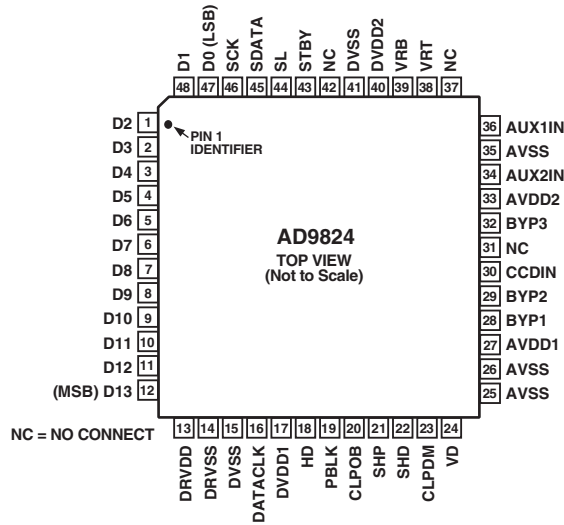 D1
D0 (LSB)
SCK
SDATA
SL
STBY
NC
DVSS
DVDD2
VRB
VRT
NC
48 47 46 45 44 43 42 41 40 39 38 37
D2 1
D3 2
D4 3
D5 4
D6 5
D7 6
D8 7
D9 8
D10 9
D11 10
D12 11
(MSB) D13 12
PIN 1
IDENTIFIER
AD9824
TOP VIEW
(Not to Scale)
36 AUX1IN
35 AVSS
34 AUX2IN
33 AVDD2
32 BYP3
31 NC
30 CCDIN
29 BYP2
28 BYP1
27 AVDD1
26 AVSS
25 AVSS
NC = NO CONNECT
13 14 15 16 17 18 19 20 21 22 23 24
DRVDD
DRVSS
DVSS
DATACLK
DVDD1
HD
PBLK
CLPOB
SHP
SHD
CLPDM
VD